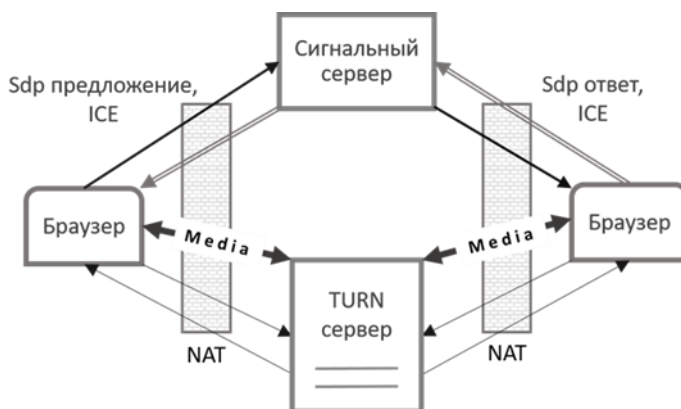 Сигнальный
сервер
Sdp предложение,
ICE
Sdp ответ,
ICE
Браузер
Media
Media
Браузер
TURN
сервер
NAT
NAT